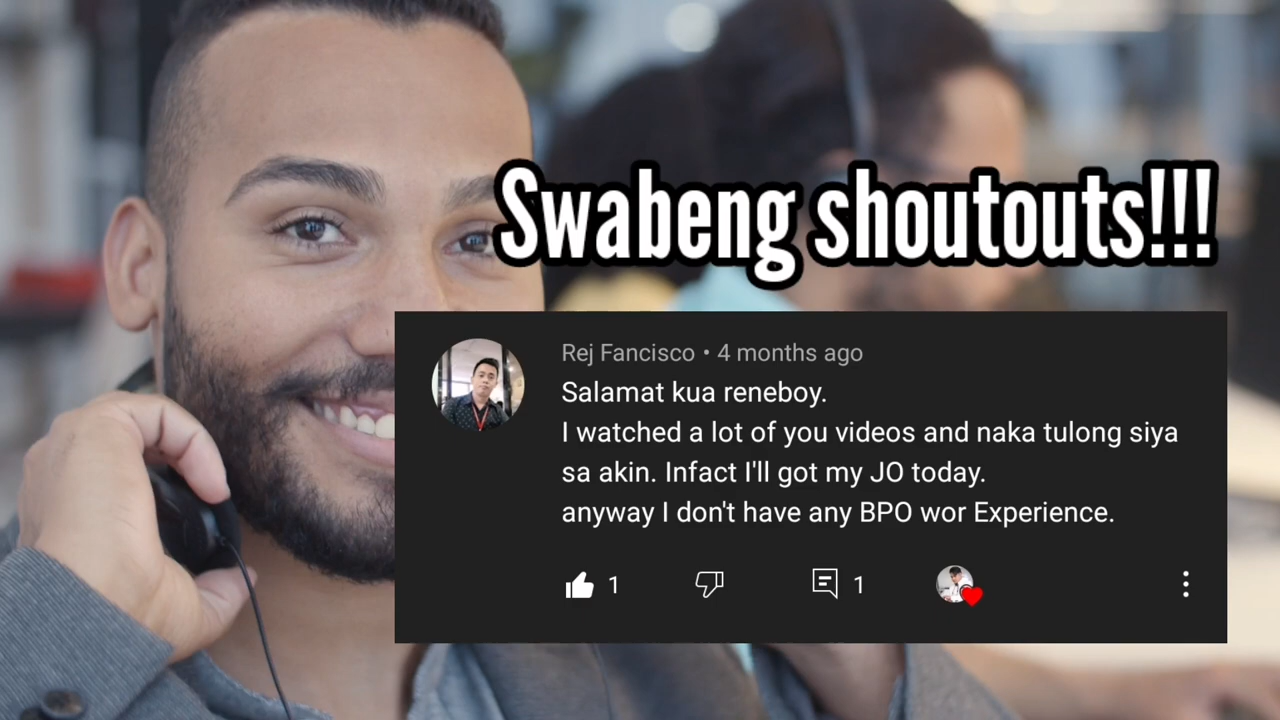 Swabeng shoutouts!!!
Rej Fancisco • 4 months ago
Salamat kua reneboy.
I watched a lot of you videos and naka tulong siya
sa akin. Infact I'll got my JO today.
anyway I don't have any BPO wor Experience.
1
1